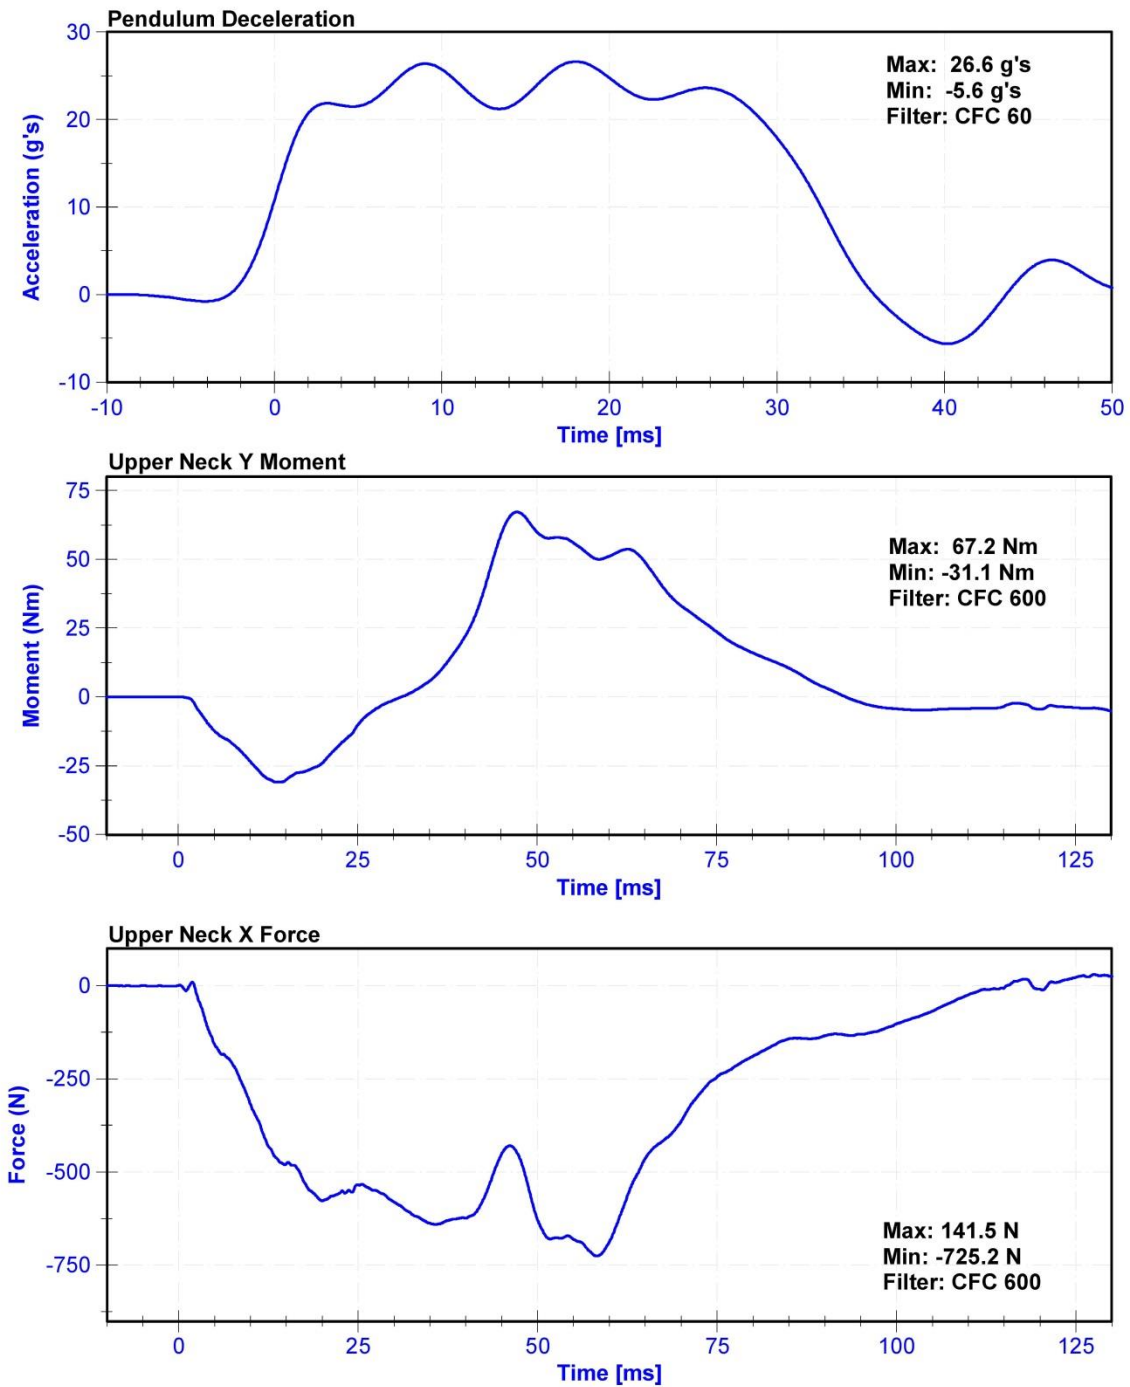 Pendulum Deceleration
30
20
10
0
-10
Acceleration (g's)
Max: 26.6 g's
Min: -5.6 g's
Filter: CFC 60
-10 0 10 20 30 40 50
Time [ms]
Upper Neck Y Moment
75
50
25
0
-25
-50
Moment (Nm)
Max: 67.2 Nm
Min: -31.1 Nm
Filter: CFC 600
0 25 50 75 100 125
Time [ms]
Upper Neck X Force
0
-250
-500
-750
Force (N)
Max: 141.5 N
Min: -725.2 N
Filter: CFC 600
0 25 50 75 100 125
Time [ms]